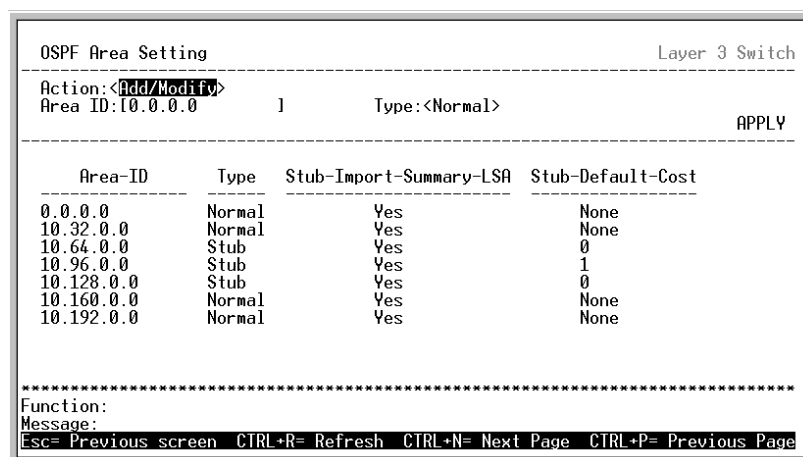 OSPF Area Setting Layer 3 Switch
Action:<Add/Modify>
Area ID:[0.0.0.0 ] Type:<Normal>
APPLY
Area-ID Type Stub-Import-Summary-LSA Stub-Default-Cost
0.0.0.0 Normal Yes None
10.32.0.0 Normal Yes None
10.64.0.0 Stub Yes 0
10.96.0.0 Stub Yes 1
10.128.0.0 Stub Yes 0
10.160.0.0 Normal Yes None
10.192.0.0 Normal Yes None
Function:
Message:
Esc= Previous screen CTRL+R= Refresh CTRL+N= Next Page CTRL+P= Previous Page